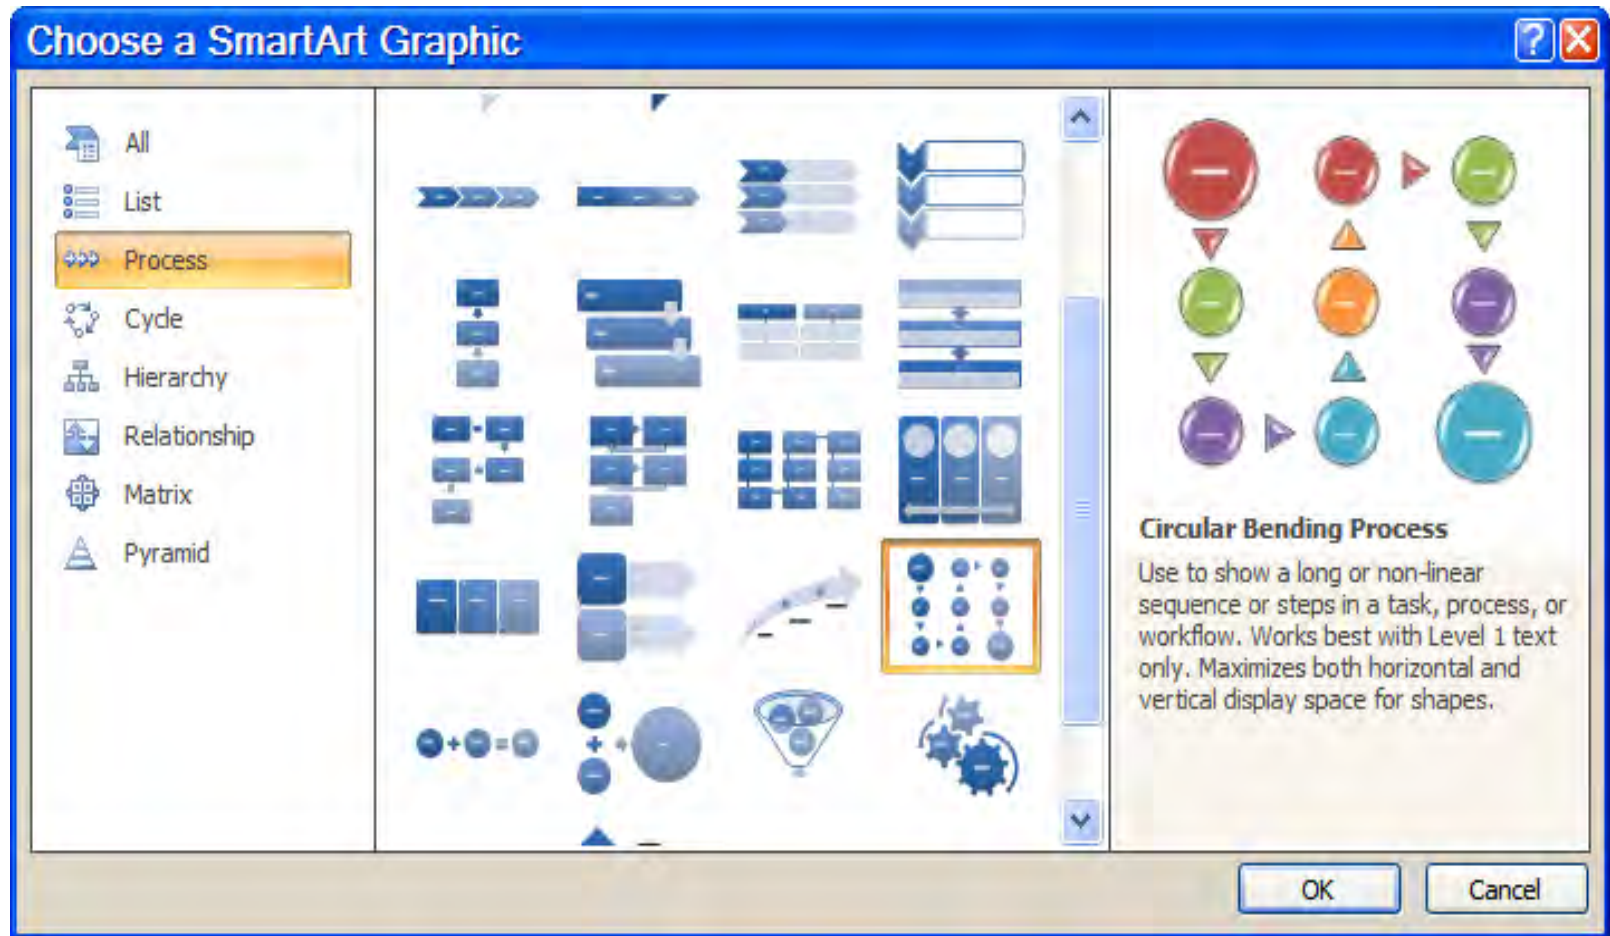 Choose a SmartArt Graphic
All
List
Process
Cycle
Hierarchy
Relationship
Matrix
Pyramid
Circular Bending Process
Use to show a long or non-linear
sequence or steps in a task, process, or
workflow. Works best with Level 1 text
only. Maximizes both horizontal and
vertical display space for shapes.
OK
Cancel